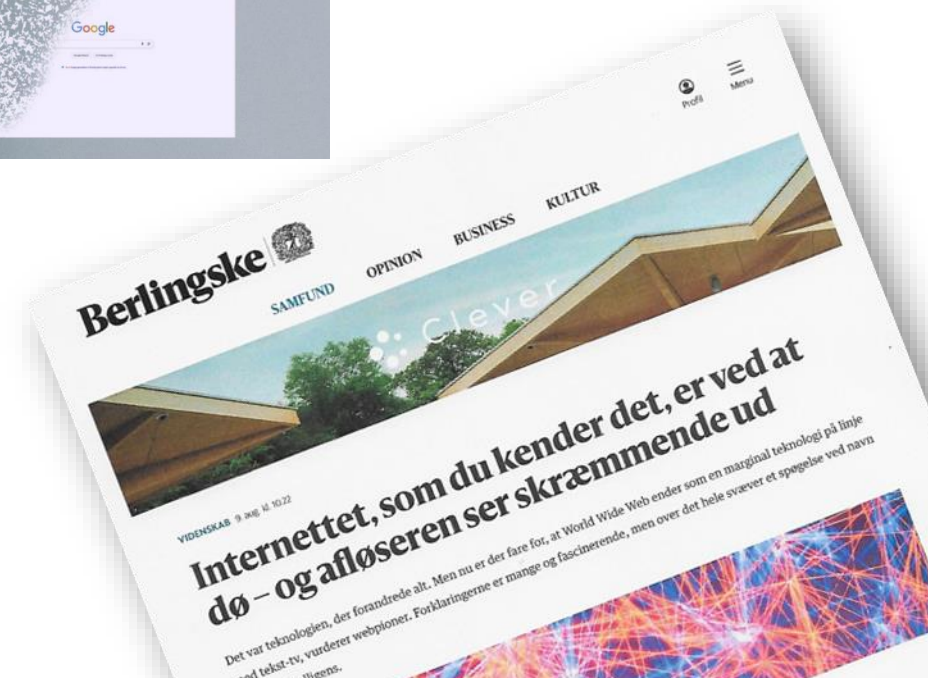 Google
Profil
Menu
Berlingske
SAMFUND
OPINION
BUSINESS
KULTUR
Clever
VIDENSKAB 9. aug. kl. 10.22
Internettet, som du kender det, er ved at
dø – og afløseren ser skræmmende ud
Det var teknologien, der forandrede alt. Men nu er der fare for, at World Wide Web ender som en marginal teknologi på linje
tekst-tv, vurderer webpioner. Forklaringerne er mange og fascinerende, men over det hele svæver et spøgelse ved navn